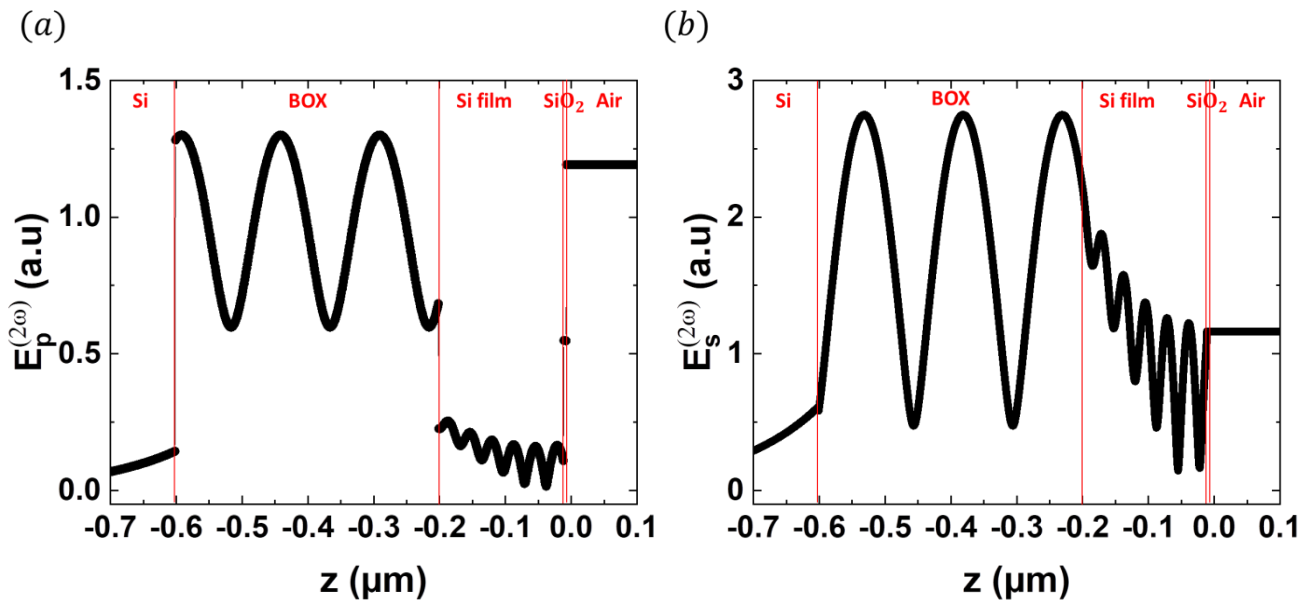 (a)
1.5
1.0
0.5
0.0
E_p^(2ω) (a.u)
Si
BOX
Si film
SiO₂
Air
-0.7 -0.6 -0.5 -0.4 -0.3 -0.2 -0.1 0.0 0.1
z (µm)
(b)
3
2
1
0
E_s^(2ω) (a.u)
Si
BOX
Si film
SiO₂
Air
-0.7 -0.6 -0.5 -0.4 -0.3 -0.2 -0.1 0.0 0.1
z (µm)